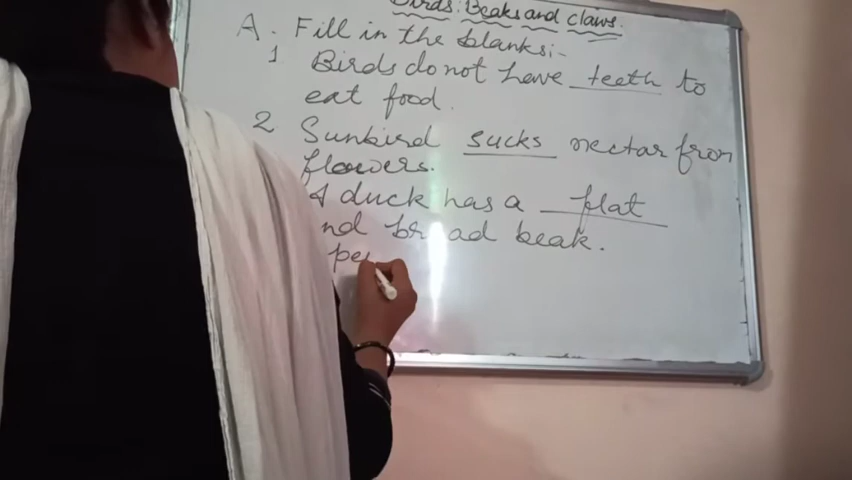 Birds: Beaks and claws.
A. Fill in the blanks:-
1 Birds do not have teeth to
eat food.
2 Sunbird sucks nectar from
flowers.
A duck has a flat
nd broad beak.
pe